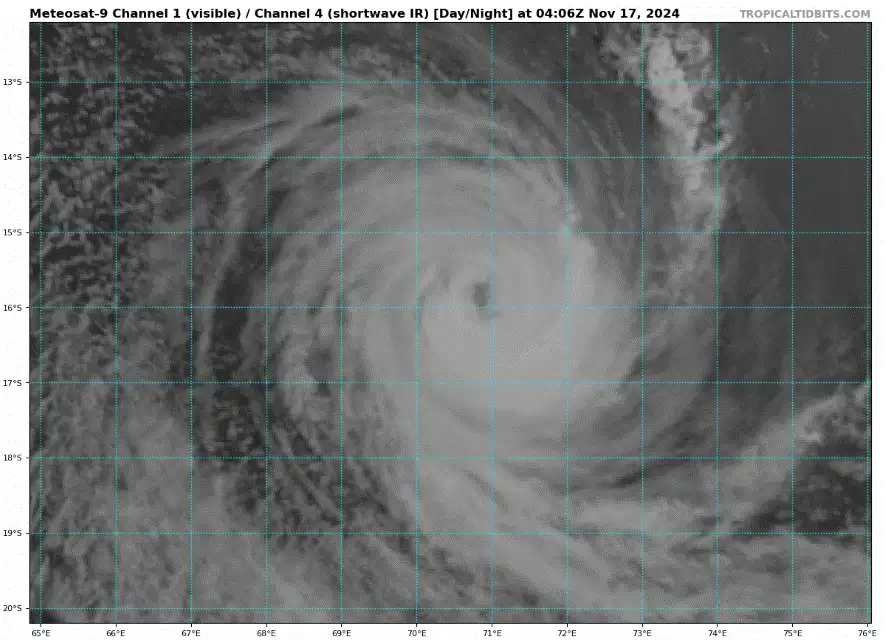 Meteosat-9 Channel 1 (visible) / Channel 4 (shortwave IR) [Day/Night] at 04:06Z Nov 17, 2024 TROPICALTIDBITS.COM
13°S
14°S
15°S
16°S
17°S
18°S
19°S
20°S
65°E 66°E 67°E 68°E 69°E 70°E 71°E 72°E 73°E 74°E 75°E 76°E